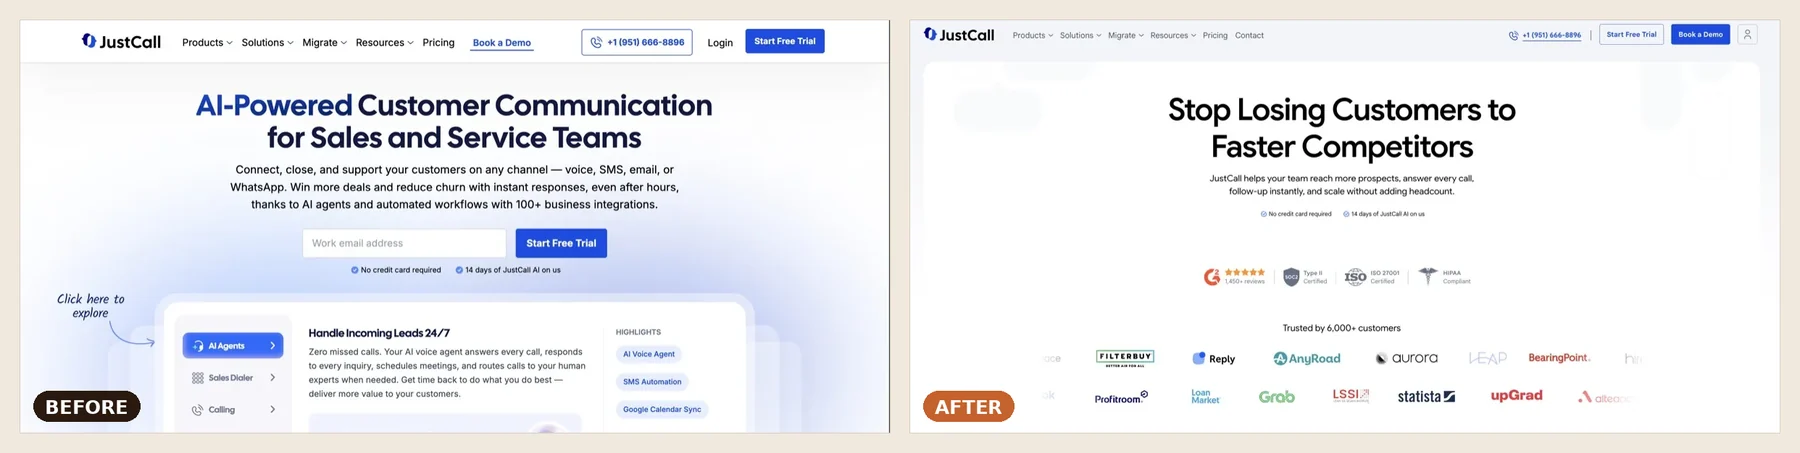 JustCall
Products Solutions Migrate Resources Pricing Book a Demo +1 (951) 666-8896 Login Start Free Trial
AI-Powered Customer Communication
for Sales and Service Teams
Connect, close, and support your customers on any channel — voice, SMS, email, or
WhatsApp. Win more deals and reduce churn with instant responses, even after hours,
thanks to AI agents and automated workflows with 100+ business integrations.
Work email address Start Free Trial
No credit card required 14 days of JustCall AI on us
Click here to
explore
AI Agents
Sales Dialer
Calling
Handle Incoming Leads 24/7
Zero missed calls. Your AI voice agent answers every call, responds
to every inquiry, schedules meetings, and routes calls to your human
experts when needed. Get time back to do what you do best —
deliver more value to your customers.
HIGHLIGHTS
AI Voice Agent
SMS Automation
Google Calendar Sync
BEFORE
JustCall
Products Solutions Migrate Resources Pricing Contact +1 (951) 666-8896 Start Free Trial Book a Demo
Stop Losing Customers to
Faster Competitors
JustCall helps your team reach more prospects, answer every call,
follow-up instantly, and scale without adding headcount.
No credit card required 14 days of JustCall AI on us
1,450+ reviews
SOC2 Type II
Certified
ISO ISO 27001
Certified
HIPAA
Compliant
Trusted by 6,000+ customers
FILTERBUY
BETTER AIR FOR ALL
Reply
AnyRoad
aurora
LEAP
BearingPoint.
Profitroom
Loan
Market
Grab
LSSI
statista
upGrad
AFTER